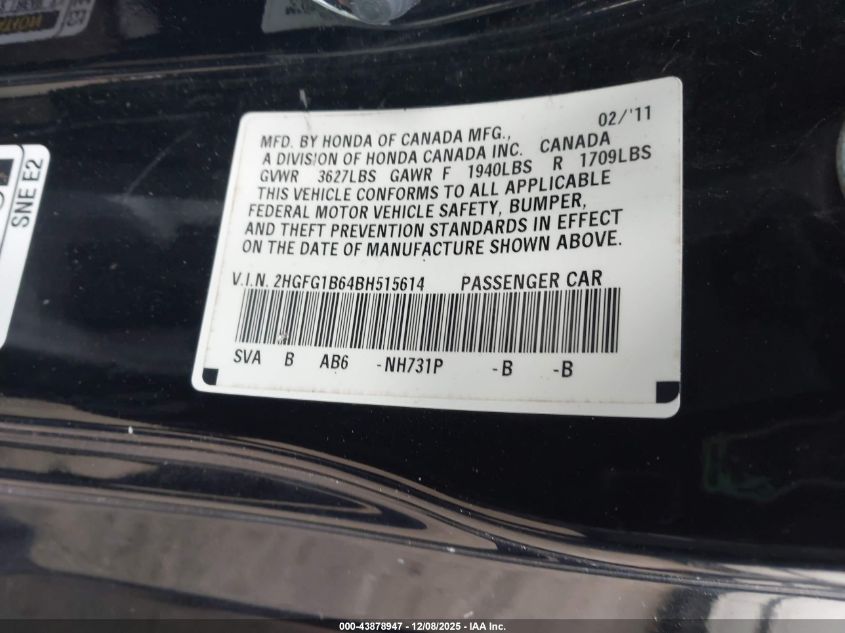 02/'11
MFD. BY HONDA OF CANADA MFG.,
A DIVISION OF HONDA CANADA INC. CANADA
GVWR 3627LBS GAWR F 1940LBS R 1709LBS
THIS VEHICLE CONFORMS TO ALL APPLICABLE
FEDERAL MOTOR VEHICLE SAFETY, BUMPER,
AND THEFT PREVENTION STANDARDS IN EFFECT
ON THE DATE OF MANUFACTURE SHOWN ABOVE.
V.I.N. 2HGFG1B64BH515614 PASSENGER CAR
SVA B AB6 -NH731P -B -B
SNE E2
000-43878947 - 12/08/2025 - IAA Inc.